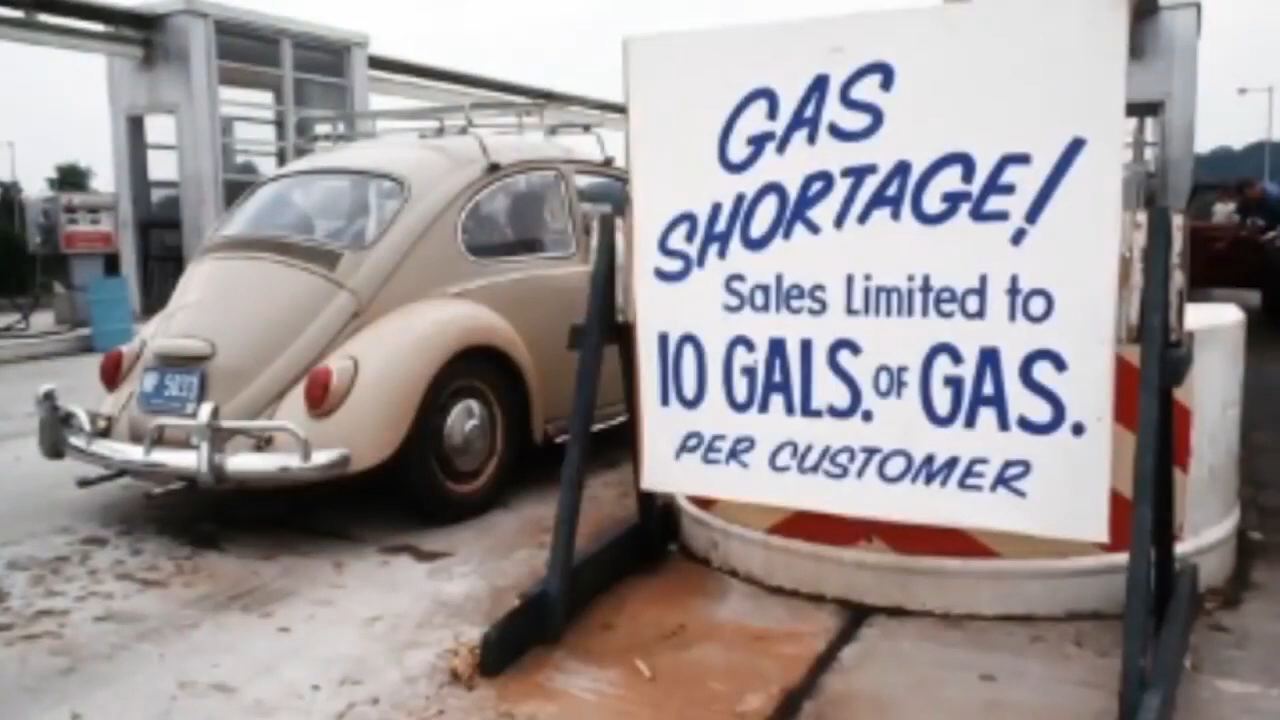 GAS
SHORTAGE!
Sales Limited to
10 GALS. OF GAS.
PER CUSTOMER